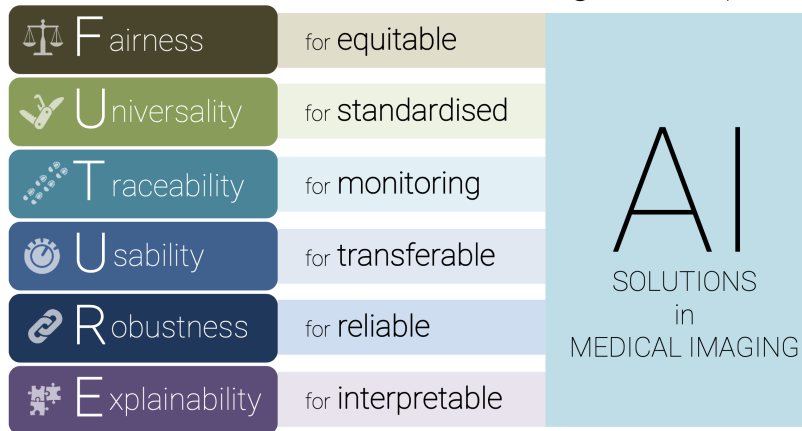 Fairness for equitable
Universality for standardised
Traceability for monitoring
Usability for transferable
Robustness for reliable
Explainability for interpretable
AI
SOLUTIONS
in
MEDICAL IMAGING